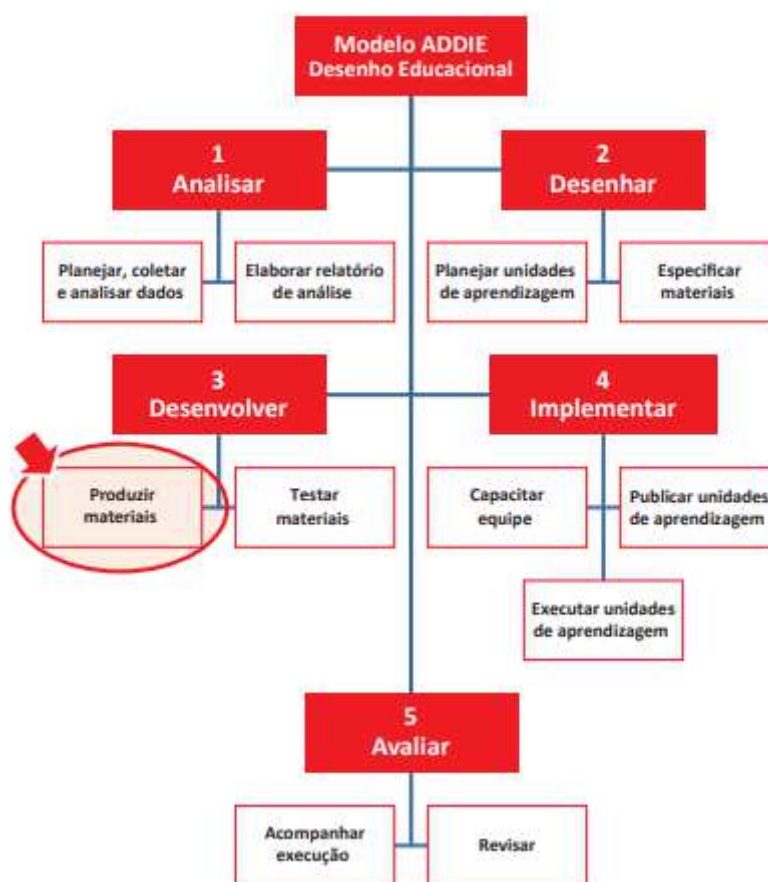 Modelo ADDIE
Desenho Educacional
1
Analisar
2
Desenhar
Planejar, coletar
e analisar dados
Elaborar relatório
de análise
Planejar unidades
de aprendizagem
Especificar
materiais
3
Desenvolver
4
Implementar
Produzir
materiais
Testar
materiais
Capacitar
equipe
Publicar unidades
de aprendizagem
Executar unidades
de aprendizagem
5
Avaliar
Acompanhar
execução
Revisar